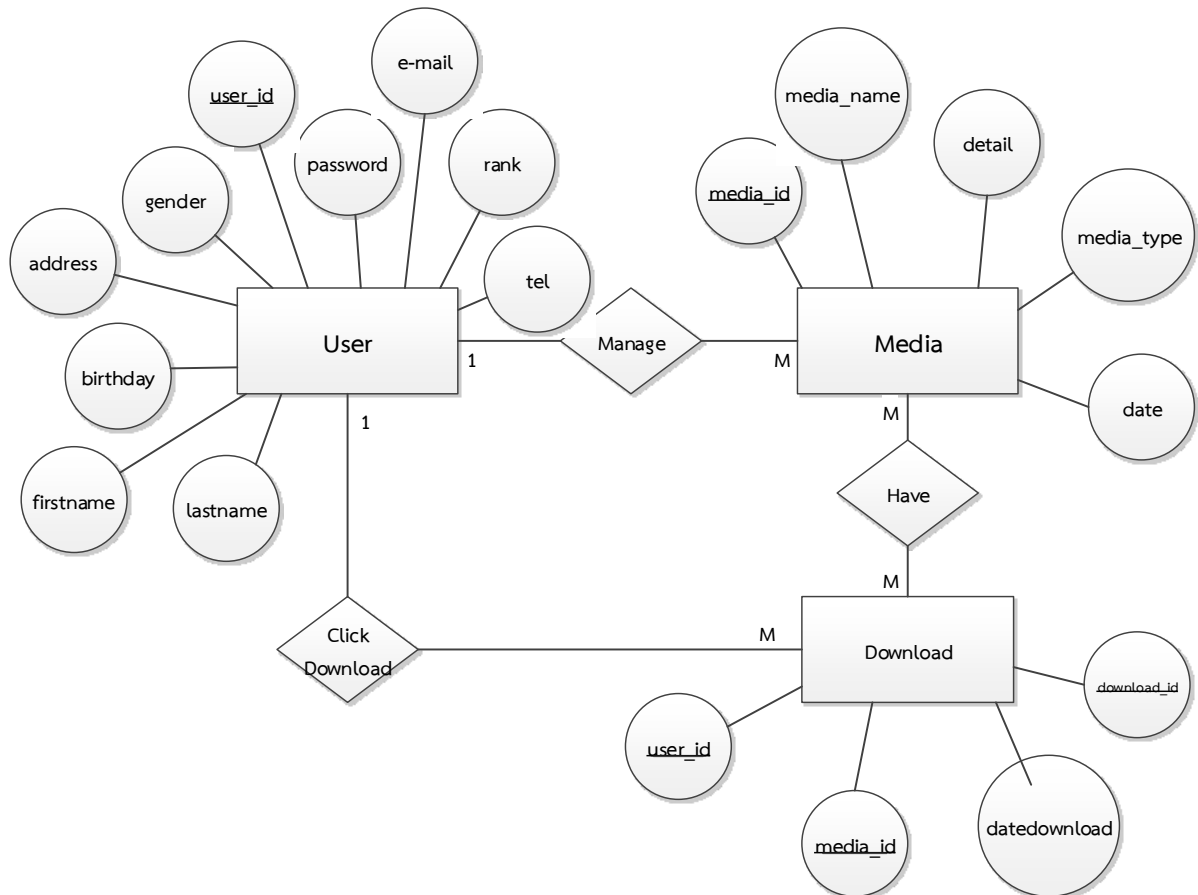 e-mail
user_id
media_name
password
rank
detail
gender
media_id
media_type
address
tel
User
1
Manage
M
Media
birthday
date
1
M
firstname
lastname
Have
M
Click
Download
M
Download
download_id
user_id
datedownload
media_id